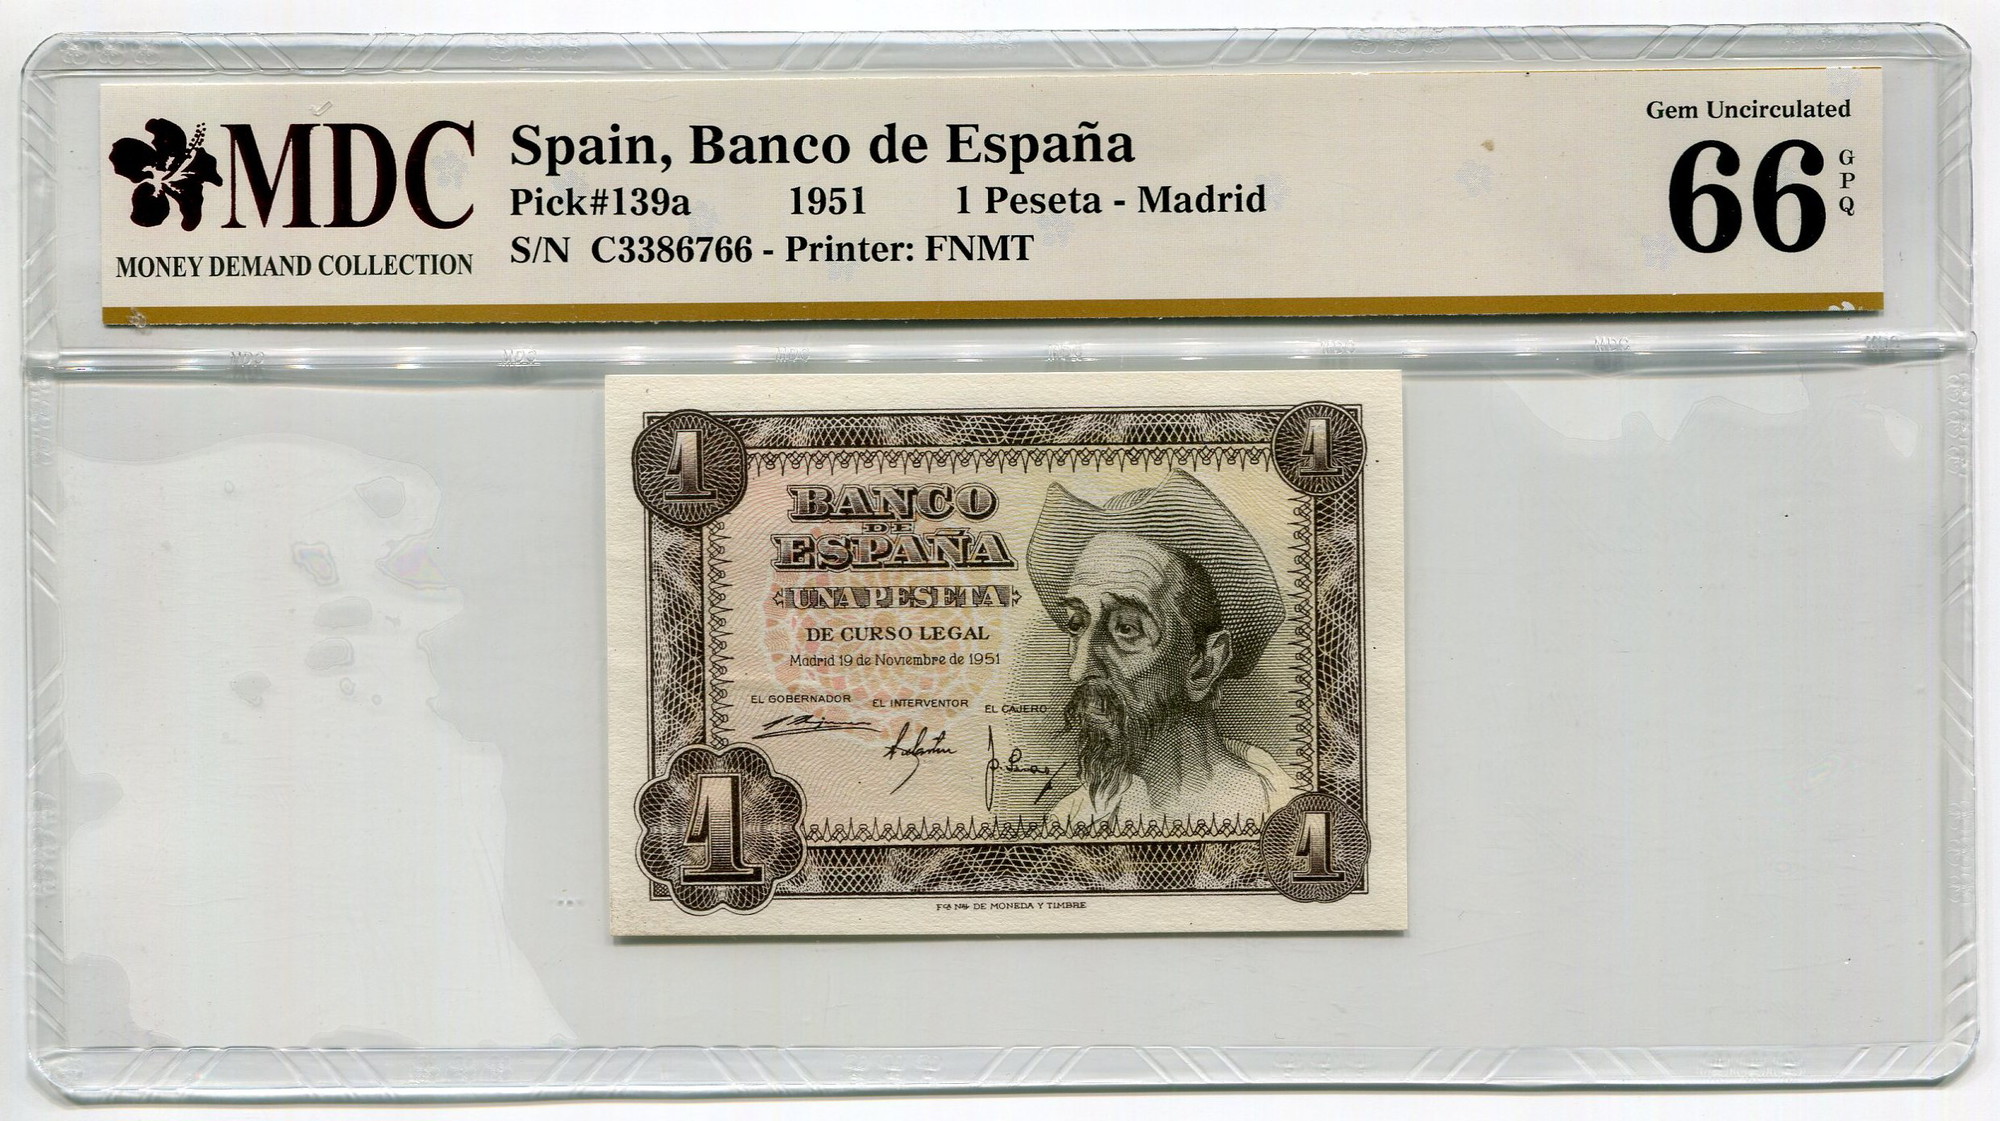 MDC
MONEY DEMAND COLLECTION
Spain, Banco de España
Pick#139a 1951 1 Peseta - Madrid
S/N C3386766 - Printer: FNMT
Gem Uncirculated
66
GPQ
1
1
BANCO
DE
ESPAÑA
UNA PESETA
DE CURSO LEGAL
Madrid 19 de Noviembre de 1951
EL GOBERNADOR EL INTERVENTOR EL CAJERO
1
1
Fca Nal DE MONEDA Y TIMBRE